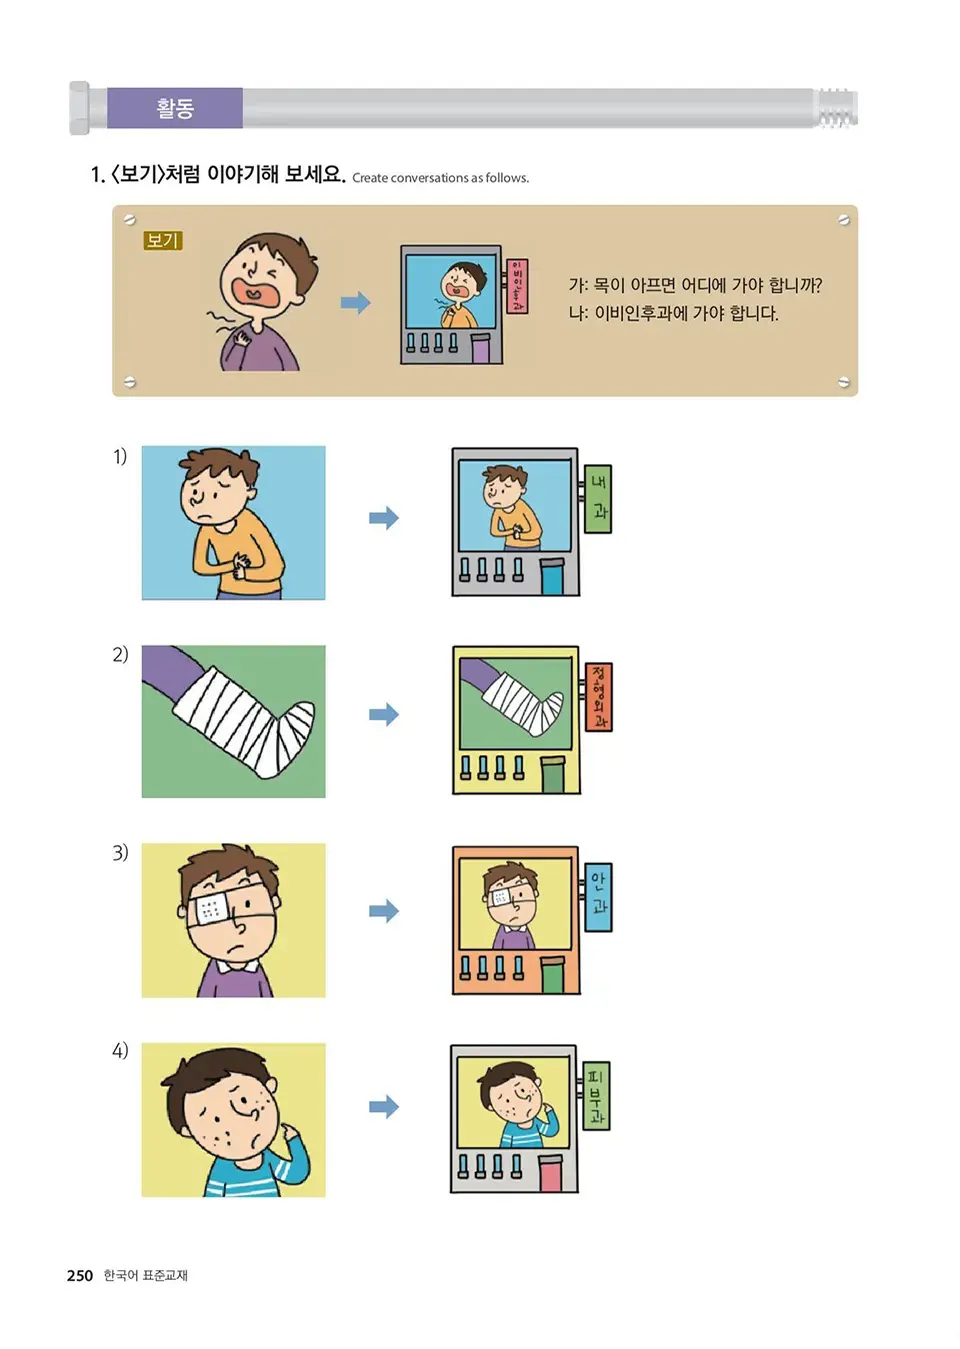 활동
1. 〈보기〉처럼 이야기해 보세요. Create conversations as follows.
보기
이비인후과
가: 목이 아프면 어디에 가야 합니까?
나: 이비인후과에 가야 합니다.
1)
내과
2)
정형외과
3)
안과
4)
피부과
250 한국어 표준교재